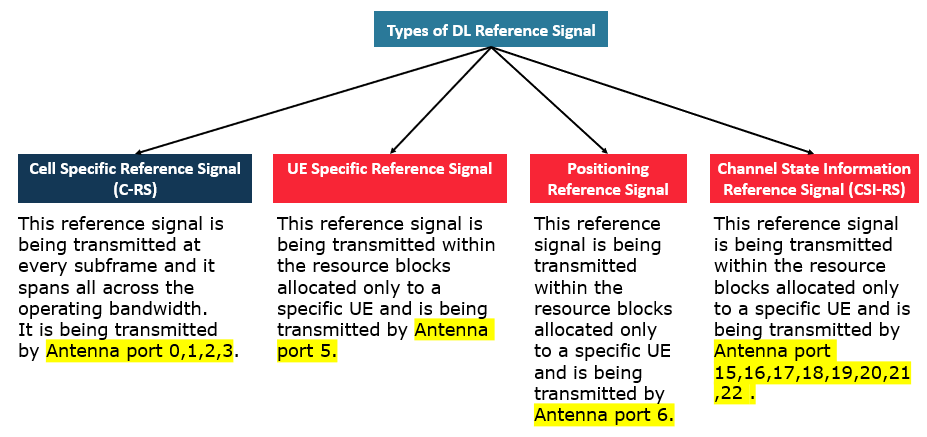 Types of DL Reference Signal
Cell Specific Reference Signal
(C-RS)
This reference signal is
being transmitted at
every subframe and it
spans all across the
operating bandwidth.
It is being transmitted
by Antenna port 0,1,2,3.
UE Specific Reference Signal
This reference signal is
being transmitted within
the resource blocks
allocated only to a
specific UE and is being
transmitted by Antenna
port 5.
Positioning
Reference Signal
This reference
signal is being
transmitted
within the
resource blocks
allocated only
to a specific UE
and is being
transmitted by
Antenna port 6.
Channel State Information
Reference Signal (CSI-RS)
This reference signal
is being transmitted
within the resource
blocks allocated only
to a specific UE and is
being transmitted by
Antenna port
15,16,17,18,19,20,21
,22 .